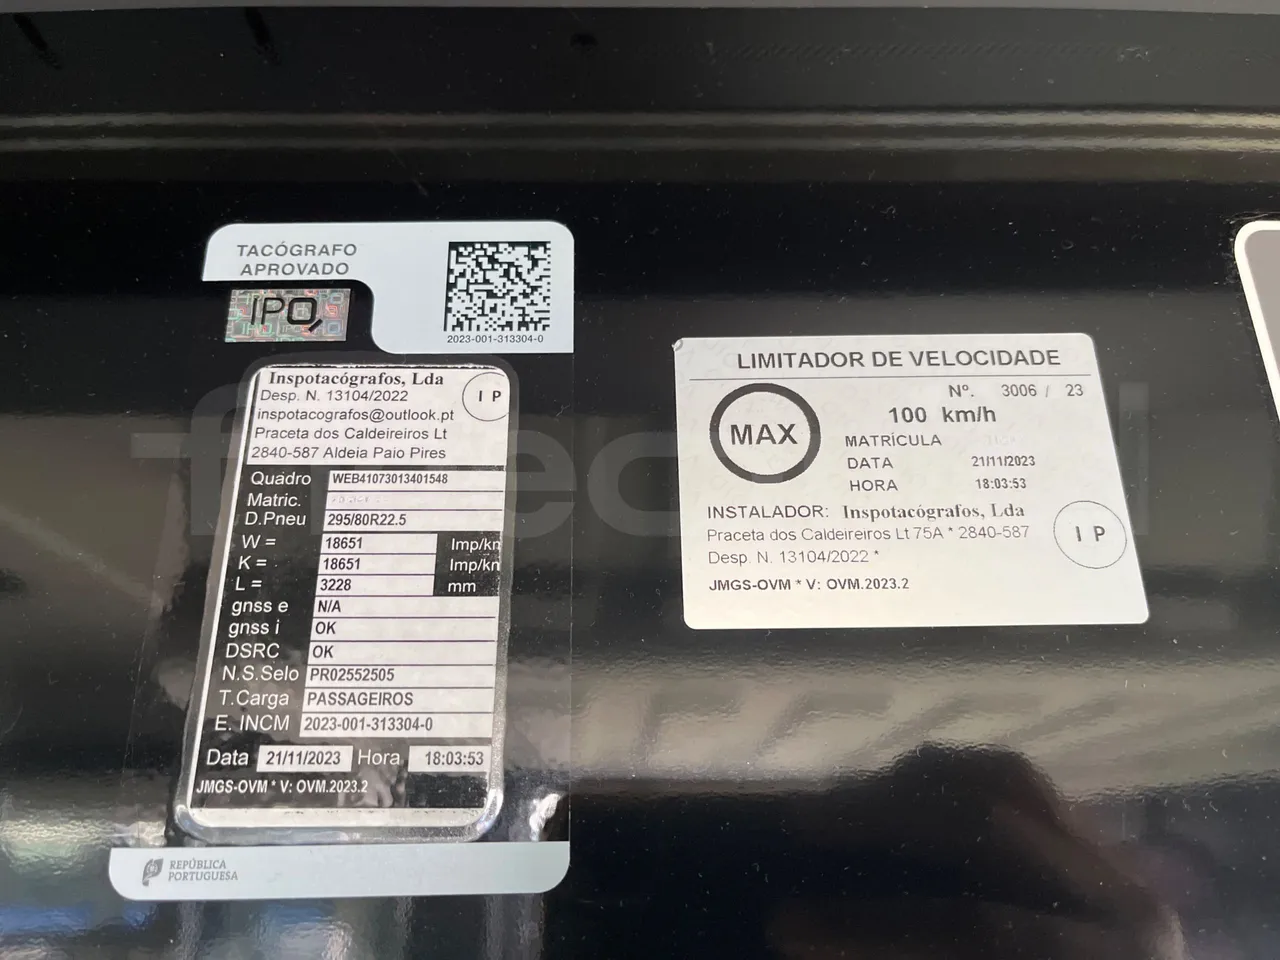 TACÓGRAFO
APROVADO
IPQ
2023-001-313304-0
Inspotacógrafos, Lda
Desp. N. 13104/2022
I P
inspotacografos@outlook.pt
Praceta dos Caldeireiros Lt
2840-587 Aldeia Paio Pires
Quadro WEB41073013401548
Matric.
D.Pneu 295/80R22.5
W = 18651 Imp/km
K = 18651 Imp/km
L = 3228 mm
gnss e N/A
gnss i OK
DSRC OK
N.S.Selo PR02552505
T.Carga PASSAGEIROS
E. INCM 2023-001-313304-0
Data 21/11/2023 Hora 18:03:53
JMGS-OVM * V: OVM.2023.2
REPÚBLICA
PORTUGUESA
LIMITADOR DE VELOCIDADE
Nº. 3006 / 23
MAX
100 km/h
MATRÍCULA
DATA 21/11/2023
HORA 18:03:53
INSTALADOR: Inspotacógrafos, Lda
Praceta dos Caldeireiros Lt 75A * 2840-587
Desp. N. 13104/2022 *
I P
JMGS-OVM * V: OVM.2023.2